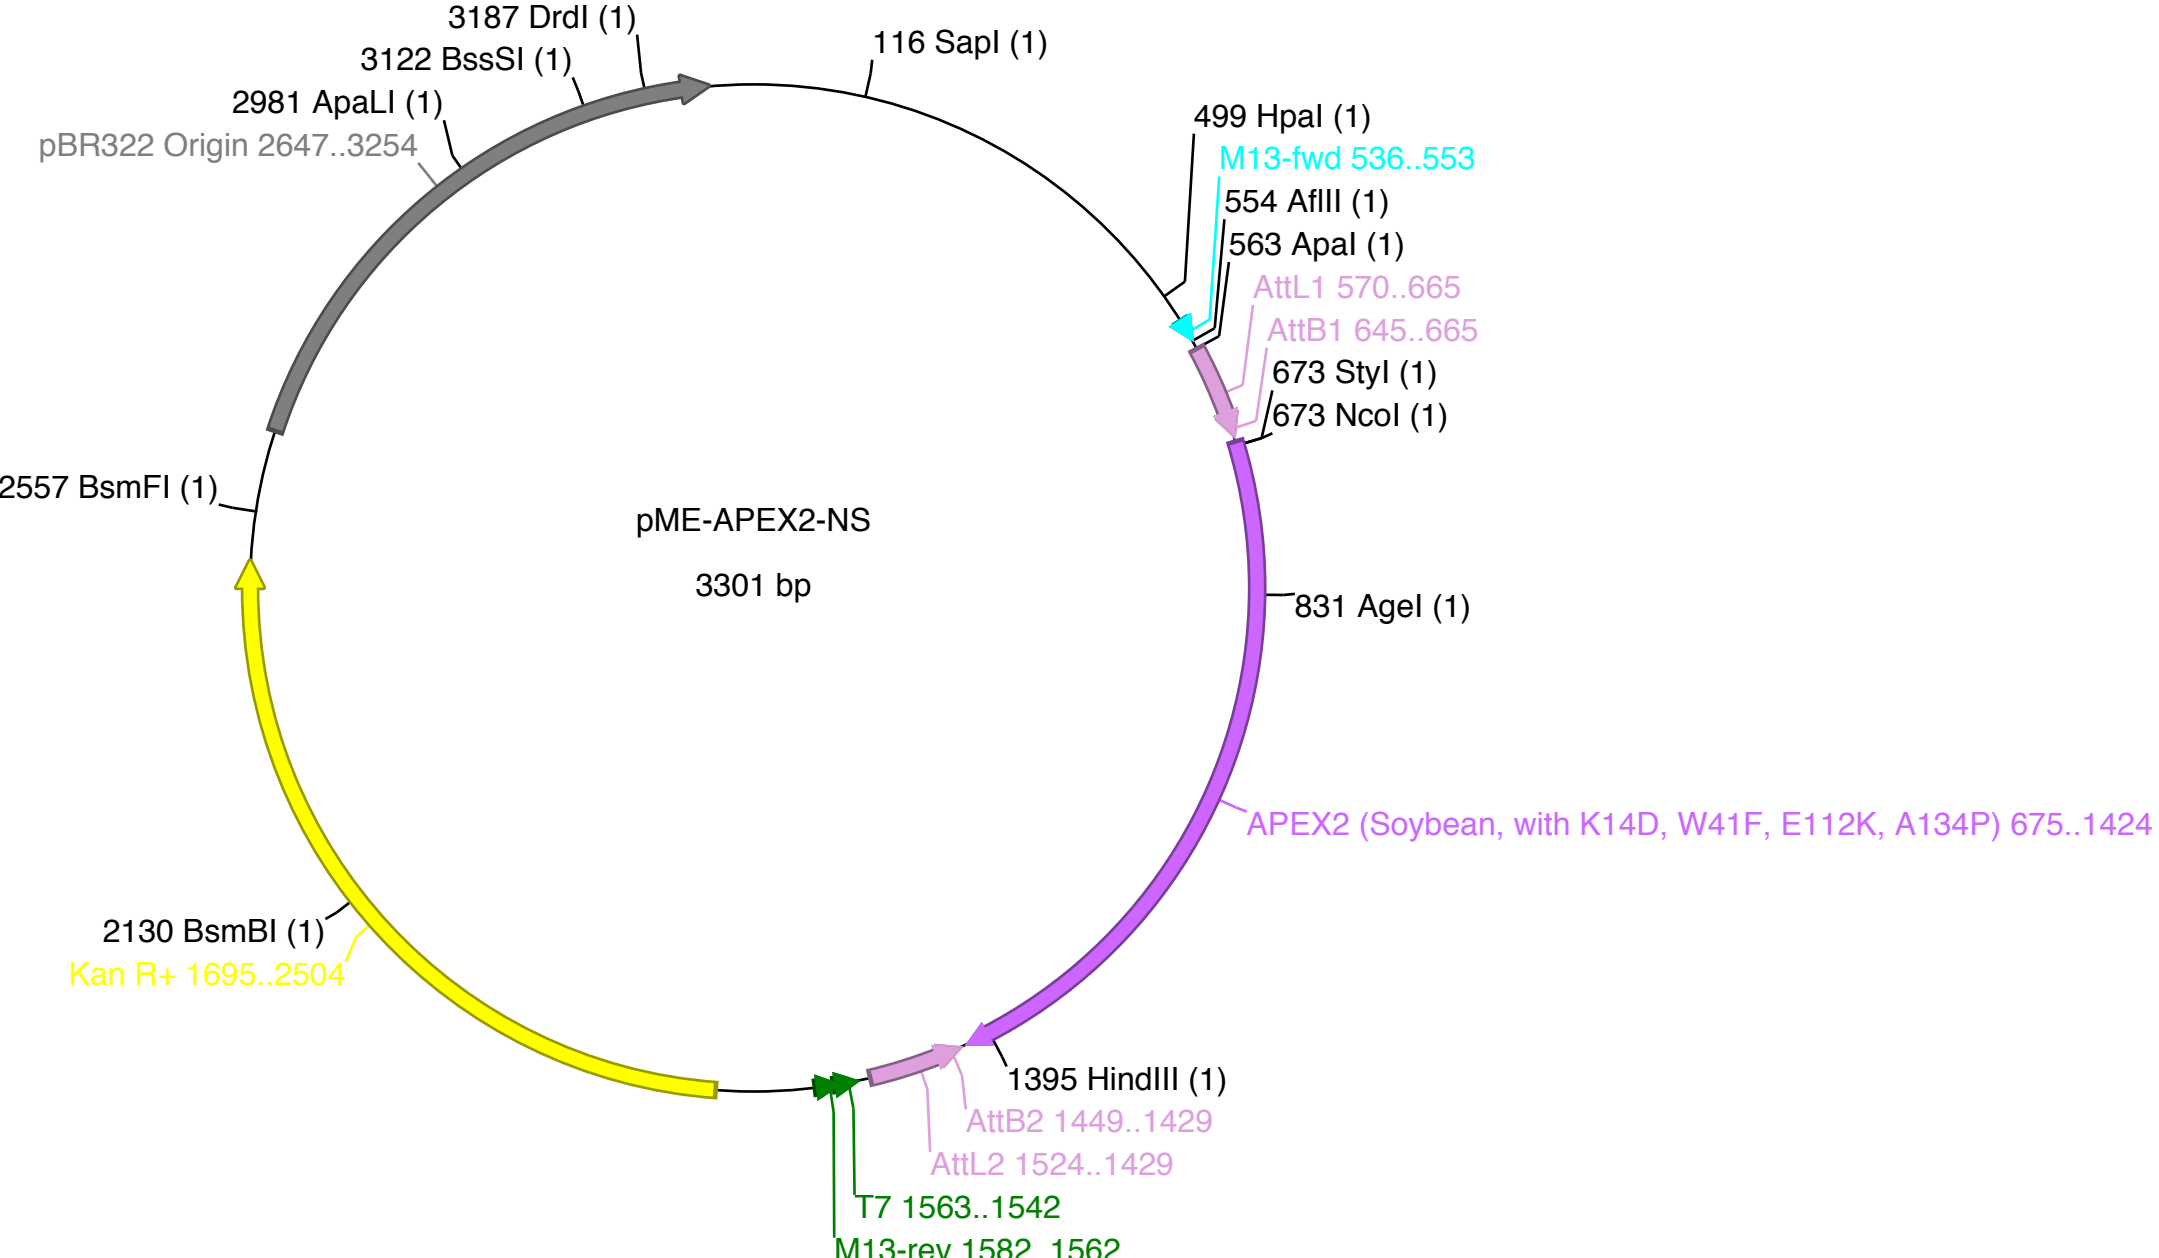 3187 DrdI (1)
3122 BssSI (1)
2981 ApaLI (1)
pBR322 Origin 2647..3254
116 SapI (1)
499 HpaI (1)
M13-fwd 536..553
554 AflII (1)
563 ApaI (1)
AttL1 570..665
AttB1 645..665
673 StyI (1)
673 NcoI (1)
2557 BsmFI (1)
pME-APEX2-NS
3301 bp
831 AgeI (1)
APEX2 (Soybean, with K14D, W41F, E112K, A134P) 675..1424
2130 BsmBI (1)
Kan R+ 1695..2504
1395 HindIII (1)
AttB2 1449..1429
AttL2 1524..1429
T7 1563..1542
M13-rev 1582..1562